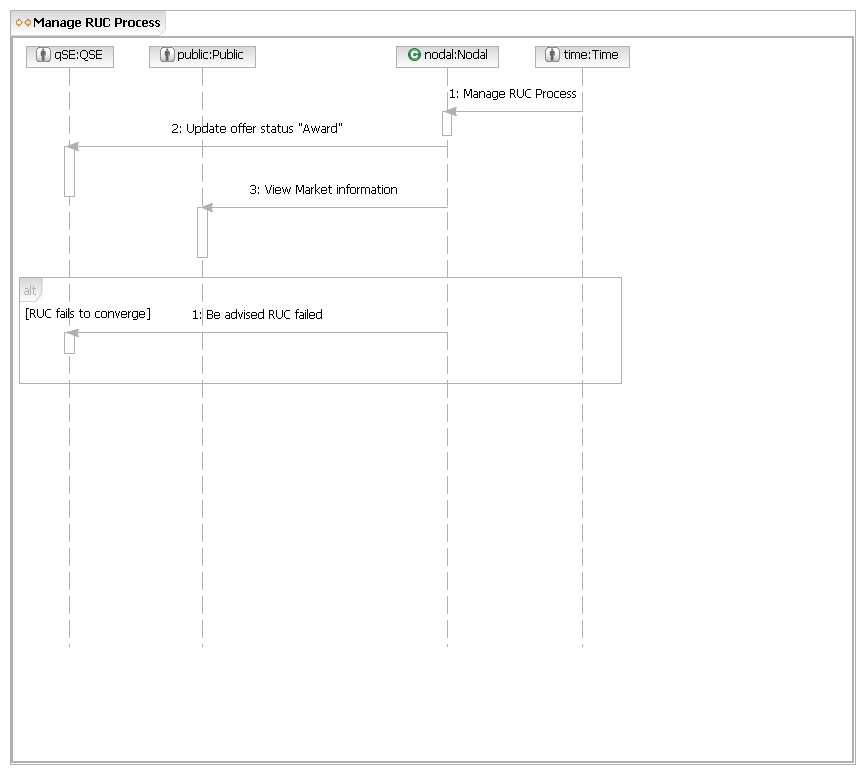 Manage RUC Process
qSE:QSE
public:Public
C nodal:Nodal
time:Time
1: Manage RUC Process
2: Update offer status "Award"
3: View Market information
alt
[RUC fails to converge]
1: Be advised RUC failed